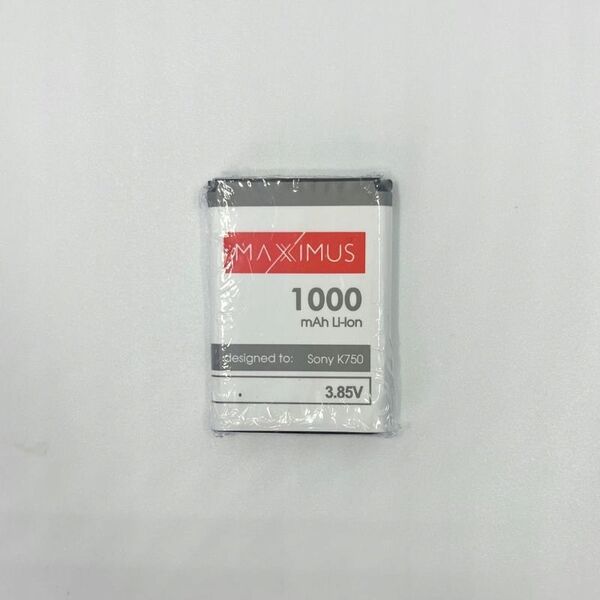 MAXXIMUS
1000
mAh Li-Ion
designed to: Sony K750
3.85V